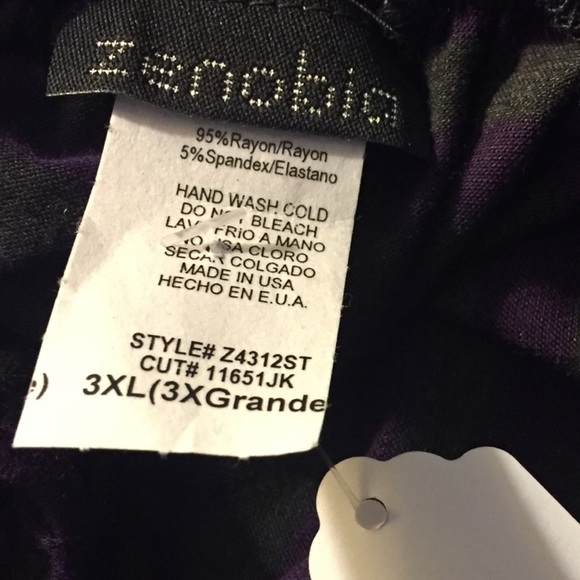 zenobia
95%Rayon/Rayon
5%Spandex/Elastano
HAND WASH COLD
DO NOT BLEACH
LAV FRIO A MANO
NO USA CLORO
SECAR COLGADO
MADE IN USA
HECHO EN E.U.A.
STYLE# Z4312ST
CUT# 11651JK
e) 3XL(3XGrande